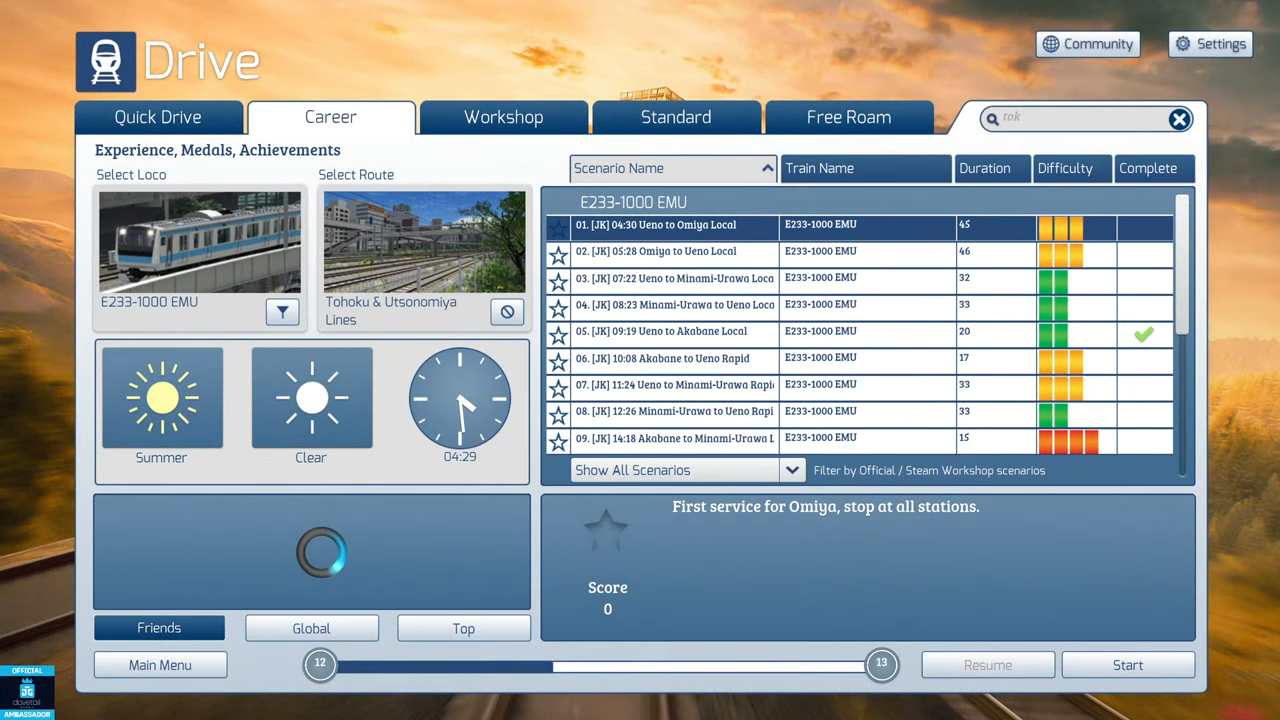 Drive
Community
Settings
Quick Drive
Career
Workshop
Standard
Free Roam
tok
Experience, Medals, Achievements
Select Loco
Select Route
E233-1000 EMU
Tohoku & Utsonomiya
Lines
Summer
Clear
04:29
Scenario Name
Train Name
Duration
Difficulty
Complete
E233-1000 EMU
01. [JK] 04:30 Ueno to Omiya Local E233-1000 EMU 45
02. [JK] 05:28 Omiya to Ueno Local E233-1000 EMU 46
03. [JK] 07:22 Ueno to Minami-Urawa Loca E233-1000 EMU 32
04. [JK] 08:23 Minami-Urawa to Ueno Loca E233-1000 EMU 33
05. [JK] 09:19 Ueno to Akabane Local E233-1000 EMU 20
06. [JK] 10:08 Akabane to Ueno Rapid E233-1000 EMU 17
07. [JK] 11:24 Ueno to Minami-Urawa Rapi E233-1000 EMU 33
08. [JK] 12:26 Minami-Urawa to Ueno Rapi E233-1000 EMU 33
09. [JK] 14:18 Akabane to Minami-Urawa L E233-1000 EMU 15
Show All Scenarios
Filter by Official / Steam Workshop scenarios
First service for Omiya, stop at all stations.
Score
0
Friends
Global
Top
Main Menu
12
13
Resume
Start
OFFICIAL
dovetail
AMBASSADOR